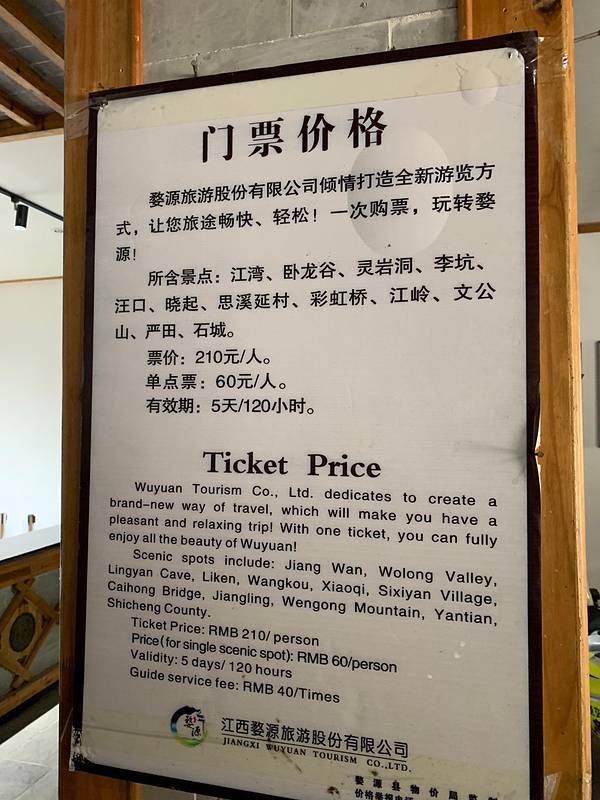 门票价格
婺源旅游股份有限公司倾情打造全新游览方
式，让您旅途畅快、轻松！一次购票，玩转婺
源！
所含景点：江湾、卧龙谷、灵岩洞、李坑、
汪口、晓起、思溪延村、彩虹桥、江岭、文公
山、严田、石城。
票价：210元/人。
单点票：60元/人。
有效期：5天/120小时。
Ticket Price
Wuyuan Tourism Co., Ltd. dedicates to create a
brand-new way of travel, which will make you have a
pleasant and relaxing trip! With one ticket, you can fully
enjoy all the beauty of Wuyuan!
Scenic spots include: Jiang Wan, Wolong Valley,
Lingyan Cave, Liken, Wangkou, Xiaoqi, Sixiyan Village,
Caihong Bridge, Jiangling, Wengong Mountain, Yantian,
Shicheng County.
Ticket Price: RMB 210/ person
Price(for single scenic spot): RMB 60/person
Validity: 5 days/ 120 hours
Guide service fee: RMB 40/Times
婺源
江西婺源旅游股份有限公司
JIANGXI WUYUAN TOURISM CO.,LTD.
婺源县物价局监
价格举报电话